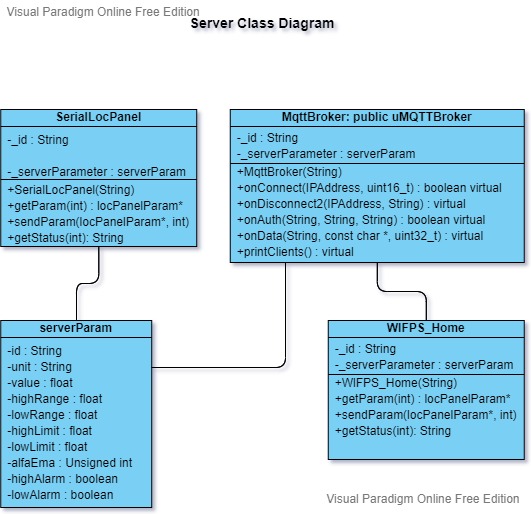 Visual Paradigm Online Free Edition
Server Class Diagram
SerialLocPanel
-_id : String
-_serverParameter : serverParam
+SerialLocPanel(String)
+getParam(int) : locPanelParam*
+sendParam(locPanelParam*, int)
+getStatus(int): String
MqttBroker: public uMQTTBroker
-_id : String
-_serverParameter : serverParam
+MqttBroker(String)
+onConnect(IPAddress, uint16_t) : boolean virtual
+onDisconnect2(IPAddress, String) : virtual
+onAuth(String, String, String) : boolean virtual
+onData(String, const char *, uint32_t) : virtual
+printClients() : virtual
serverParam
-id : String
-unit : String
-value : float
-highRange : float
-lowRange : float
-highLimit : float
-lowLimit : float
-alfaEma : Unsigned int
-highAlarm : boolean
-lowAlarm : boolean
WIFPS_Home
-_id : String
-_serverParameter : serverParam
+WIFPS_Home(String)
+getParam(int) : locPanelParam*
+sendParam(locPanelParam*, int)
+getStatus(int): String
Visual Paradigm Online Free Edition